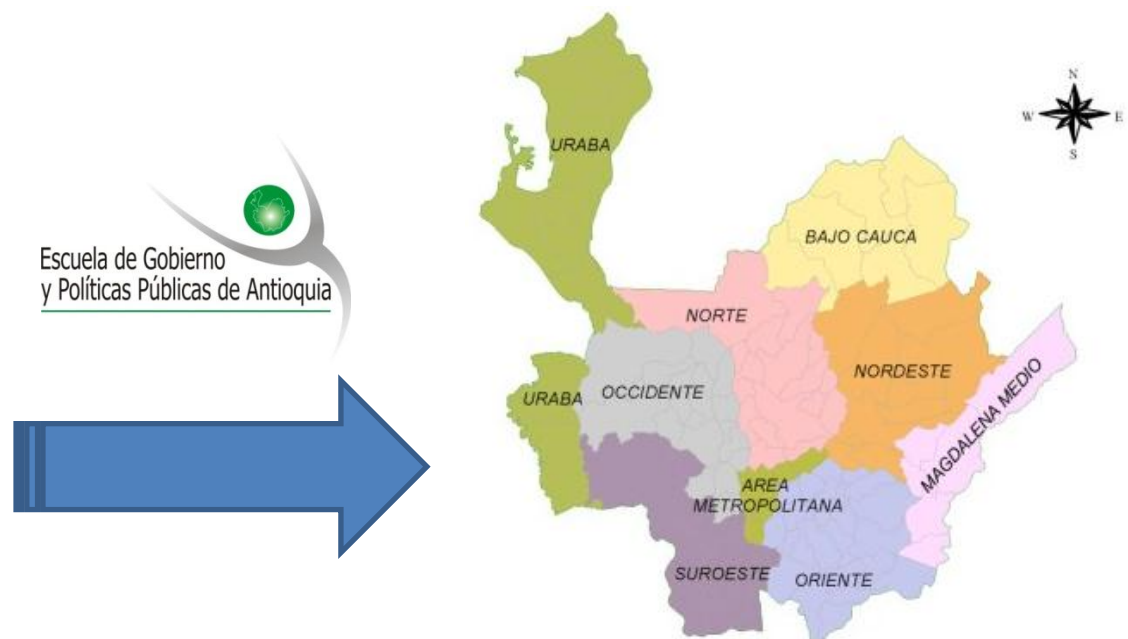 Escuela de Gobierno
y Políticas Públicas de Antioquia
N
W
E
S
URABA
BAJO CAUCA
NORTE
NORDESTE
URABA
OCCIDENTE
MAGDALENA MEDIO
AREA
METROPOLITANA
SUROESTE
ORIENTE